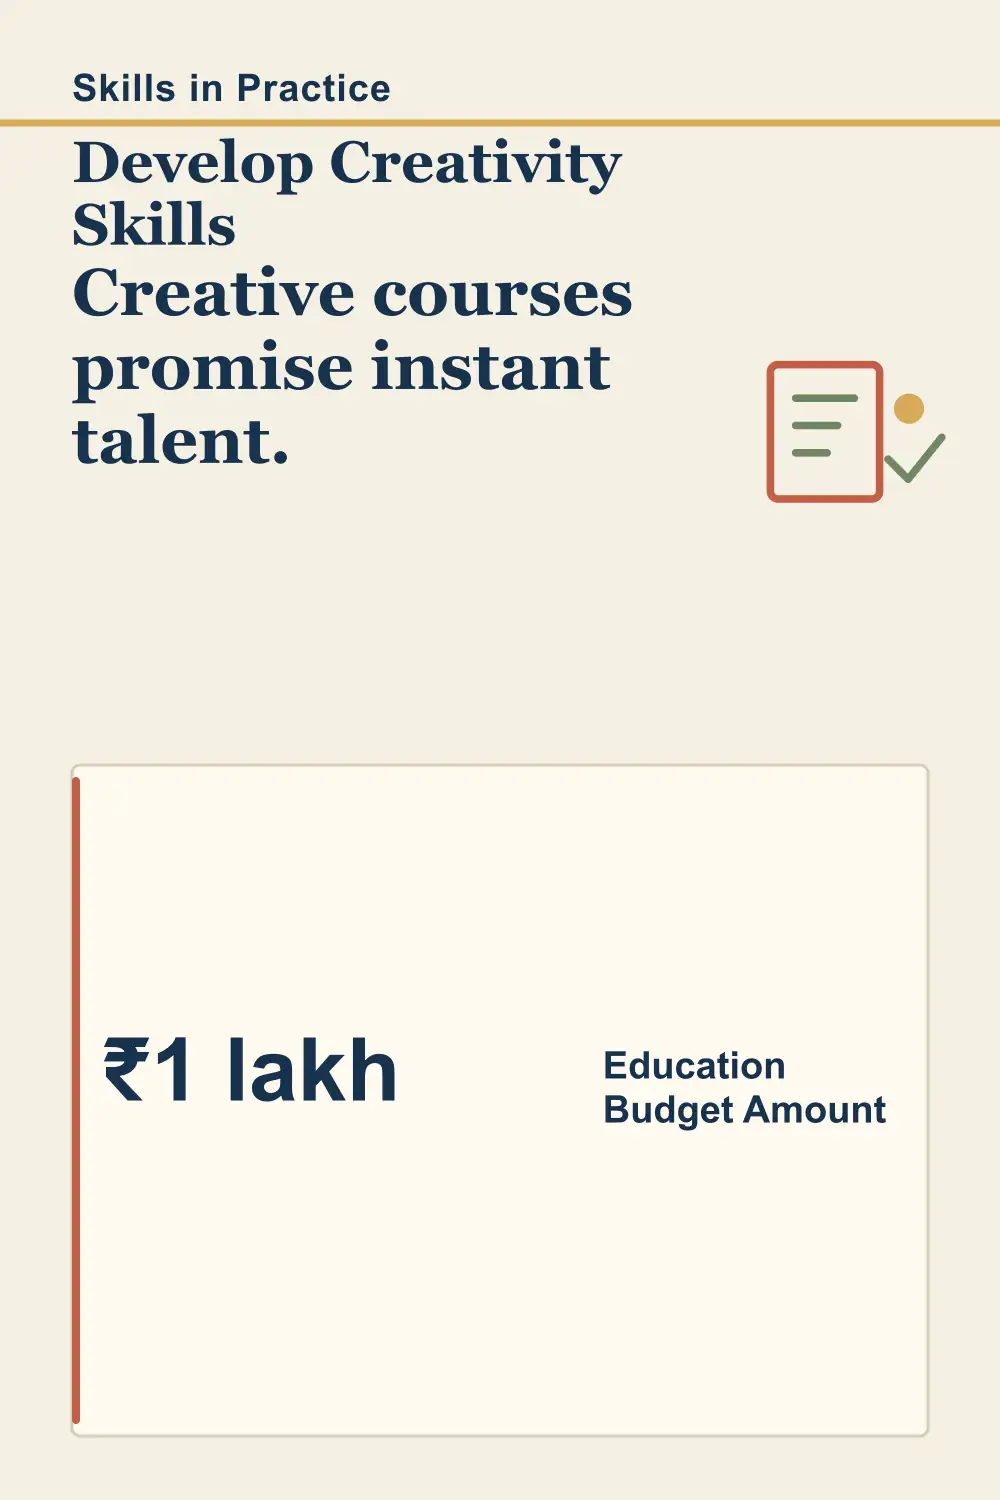 Skills in Practice
Develop Creativity
Skills
Creative courses
promise instant
talent.
₹1 lakh
Education
Budget Amount